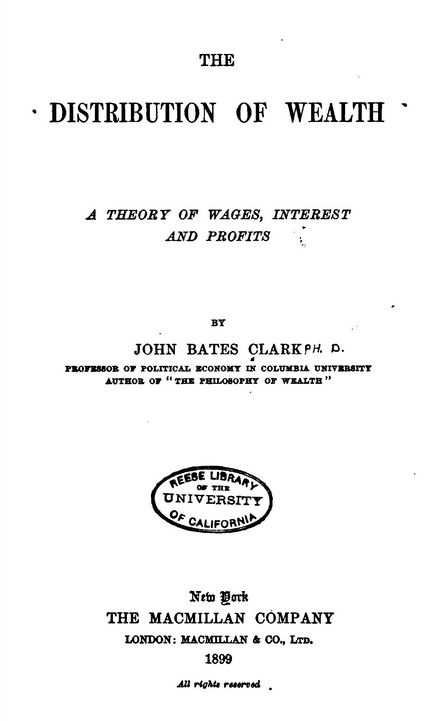 THE
DISTRIBUTION OF WEALTH
A THEORY OF WAGES, INTEREST
AND PROFITS
BY
JOHN BATES CLARK PH. D.
PROFESSOR OF POLITICAL ECONOMY IN COLUMBIA UNIVERSITY
AUTHOR OF "THE PHILOSOPHY OF WEALTH"
REESE LIBRARY
OF THE
UNIVERSITY
OF CALIFORNIA
New York
THE MACMILLAN COMPANY
LONDON: MACMILLAN & CO., LTD.
1899
All rights reserved